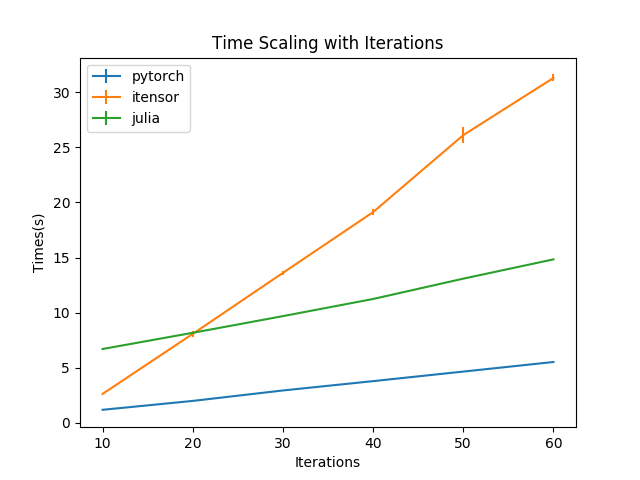 Time Scaling with Iterations
pytorch
itensor
julia
Times(s)
30
25
20
15
10
5
0
10 20 30 40 50 60
Iterations